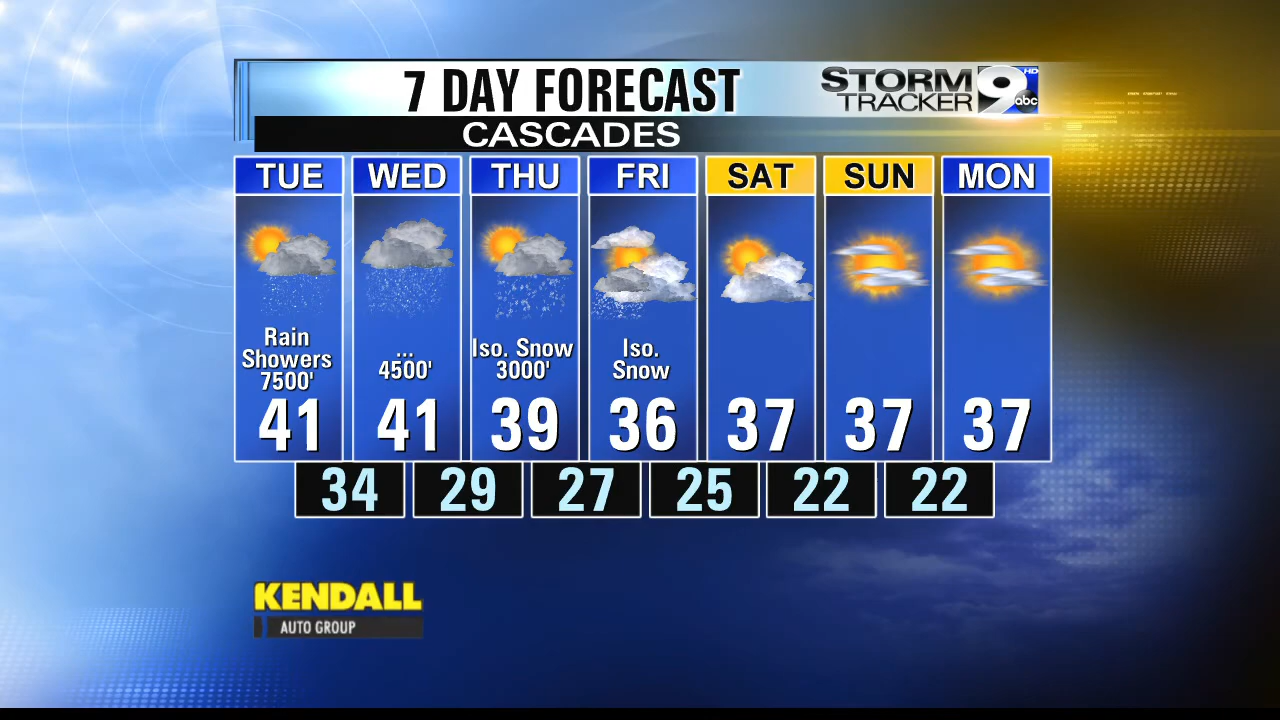 7 DAY FORECAST
STORM
TRACKER
9
HD
abc
CASCADES
TUE WED THU FRI SAT SUN MON
Rain
Showers
7500'
...
4500'
Iso. Snow
3000'
Iso.
Snow
41 41 39 36 37 37 37
34 29 27 25 22 22
KENDALL
AUTO GROUP